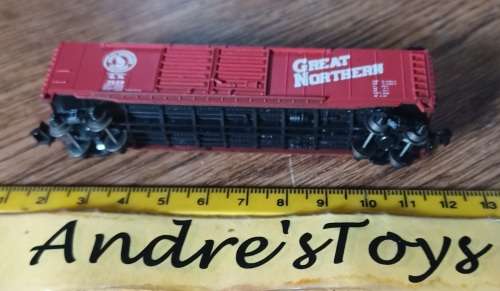 GREAT
NORTHERN
1 2 3 4 5 6 7 8 9 10 11 12 13
Andre'sToys